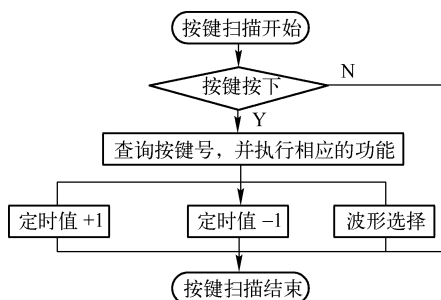 按键扫描开始
按键按下
N
Y
查询按键号，并执行相应的功能
定时值+1
定时值−1
波形选择
按键扫描结束